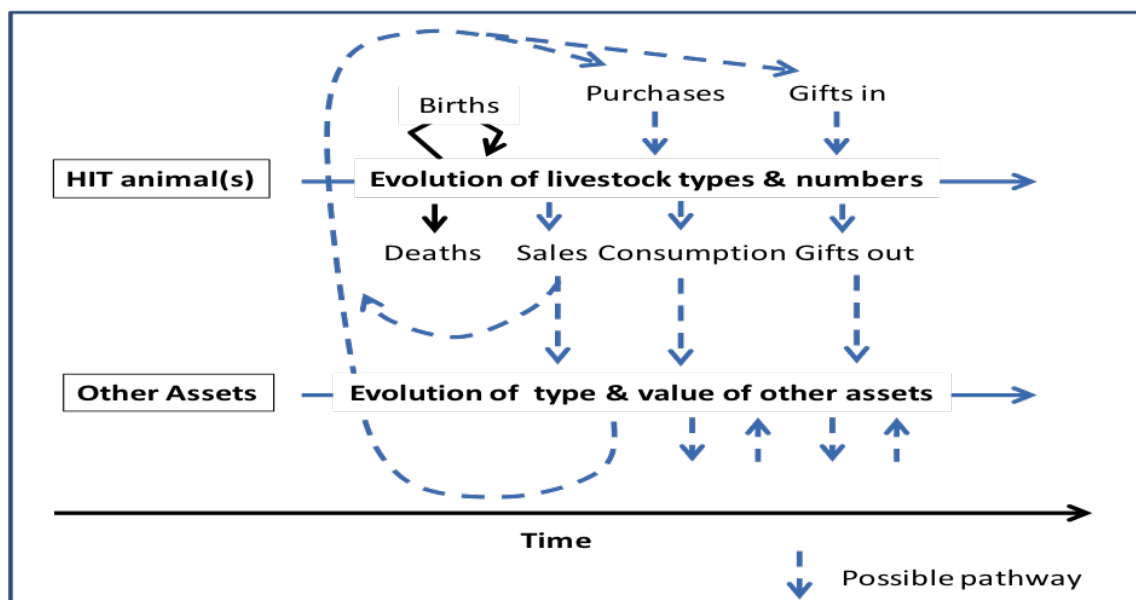 Births
Purchases
Gifts in
HIT animal(s)
Evolution of livestock types & numbers
Deaths
Sales
Consumption
Gifts out
Other Assets
Evolution of type & value of other assets
Time
Possible pathway